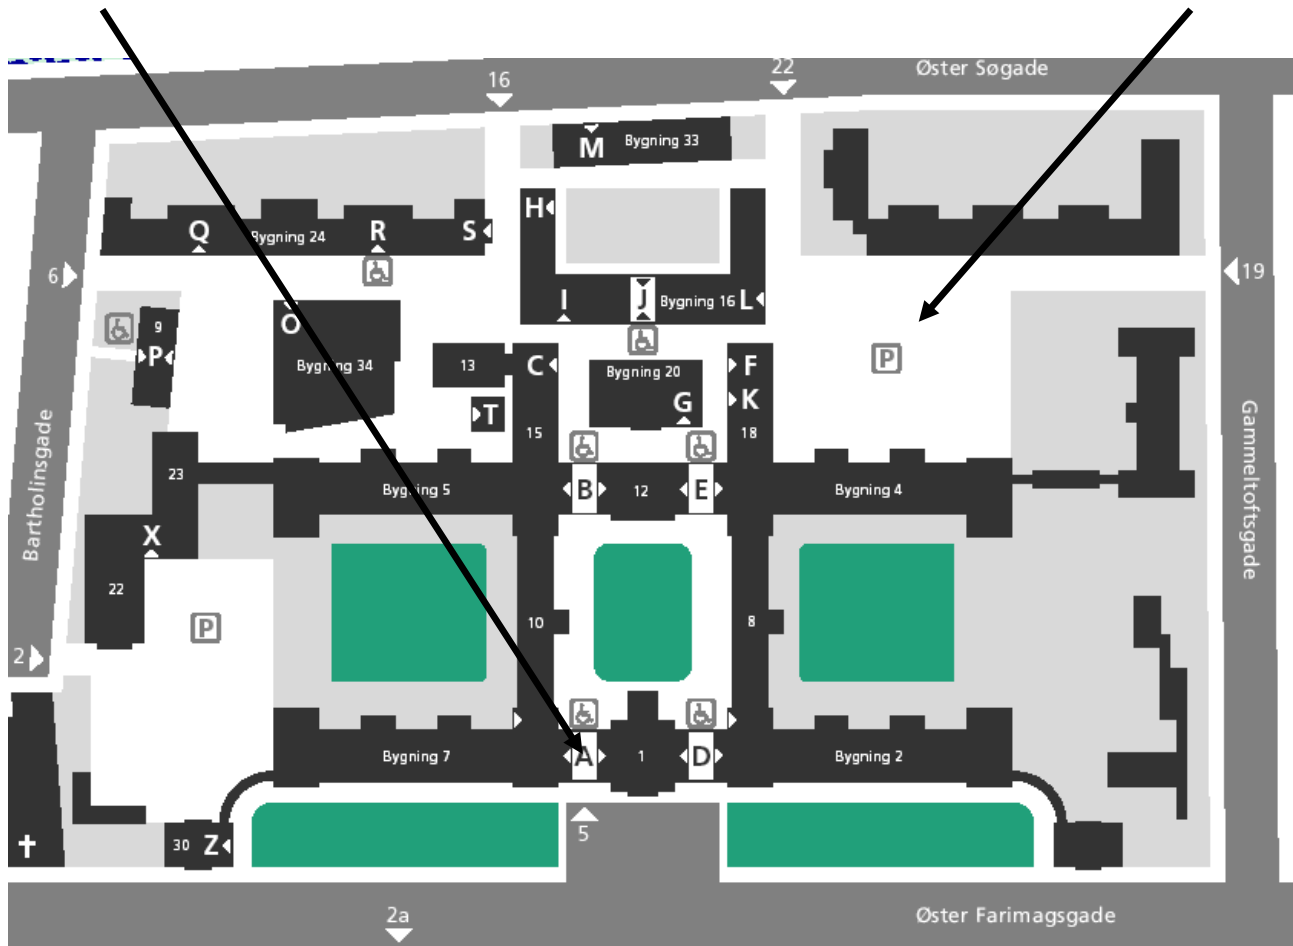 Øster Søgade
22
16
M
Bygning 33
H
Q
Bygning 24
R
S
6
19
I
J
Bygning 16
L
9
P
O
Bygning 34
13
C
Bygning 20
F
P
G
K
T
15
18
Bartholinsgade
Gammeltoftsgade
23
Bygning 5
B
12
E
Bygning 4
X
22
P
10
8
2
Bygning 7
A
1
D
Bygning 2
5
30
Z
2a
Øster Farimagsgade